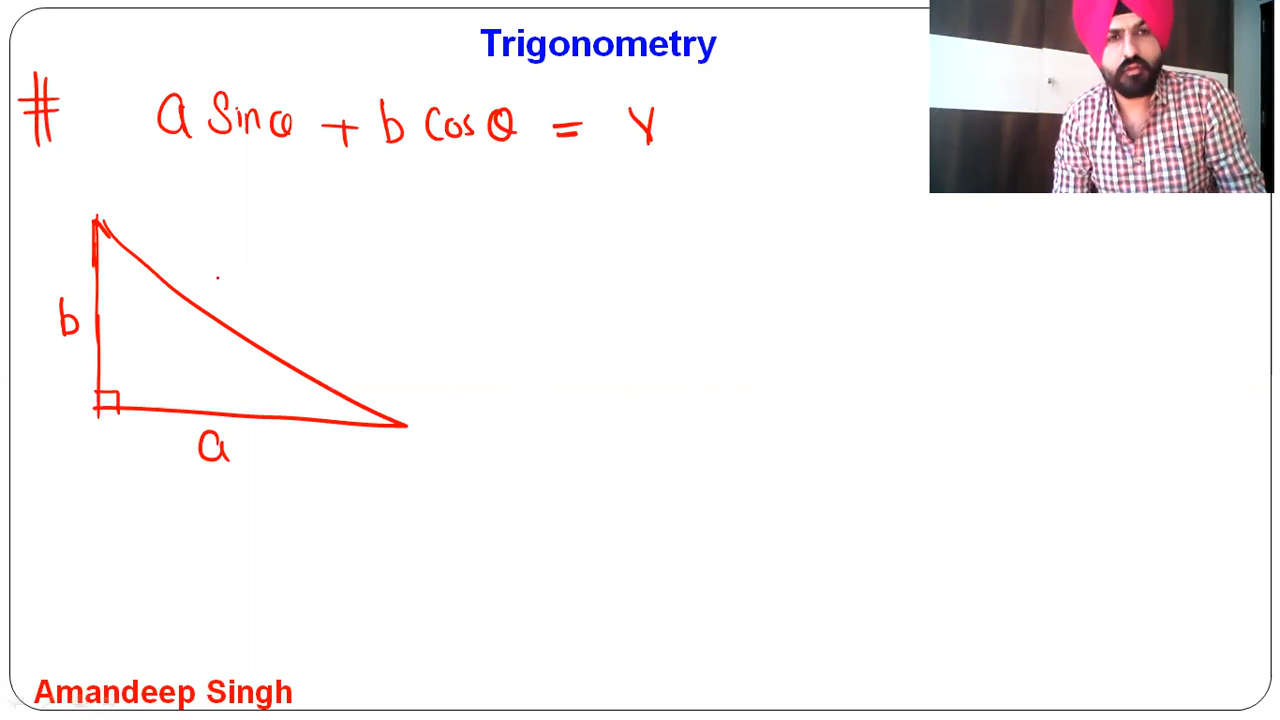 Trigonometry
# a Sinθ + b Cosθ = r
b
a
Amandeep Singh